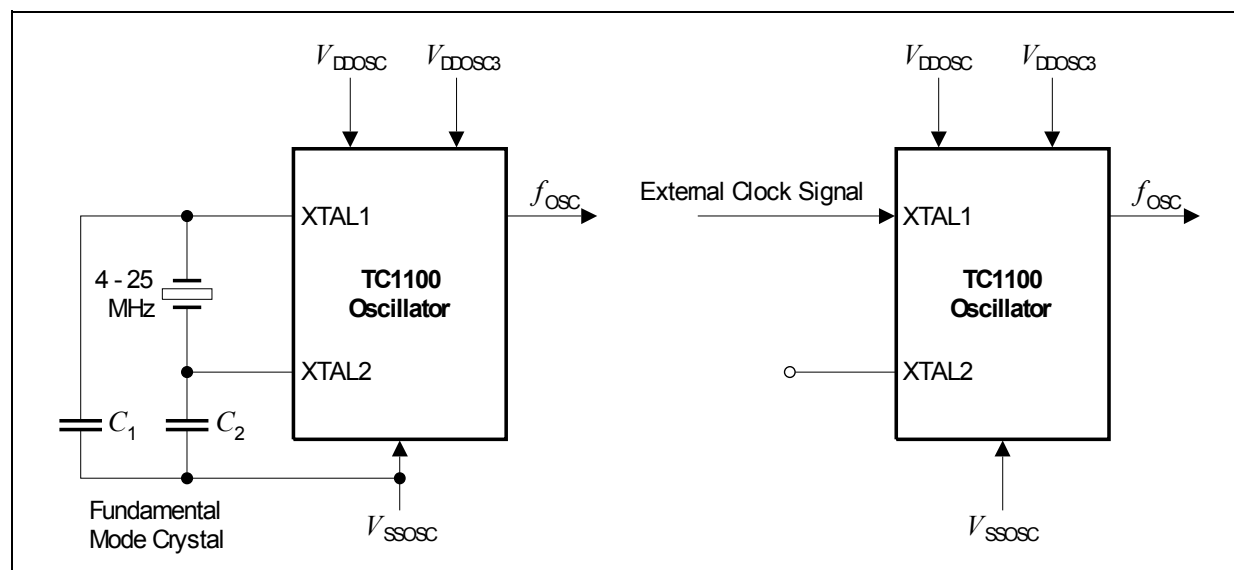 VDDOSC VDDOSC3
fOSC
XTAL1
4 - 25
MHz
TC1100
Oscillator
XTAL2
C1
C2
Fundamental
Mode Crystal
VSSOSC
VDDOSC VDDOSC3
fOSC
External Clock Signal
XTAL1
TC1100
Oscillator
XTAL2
VSSOSC